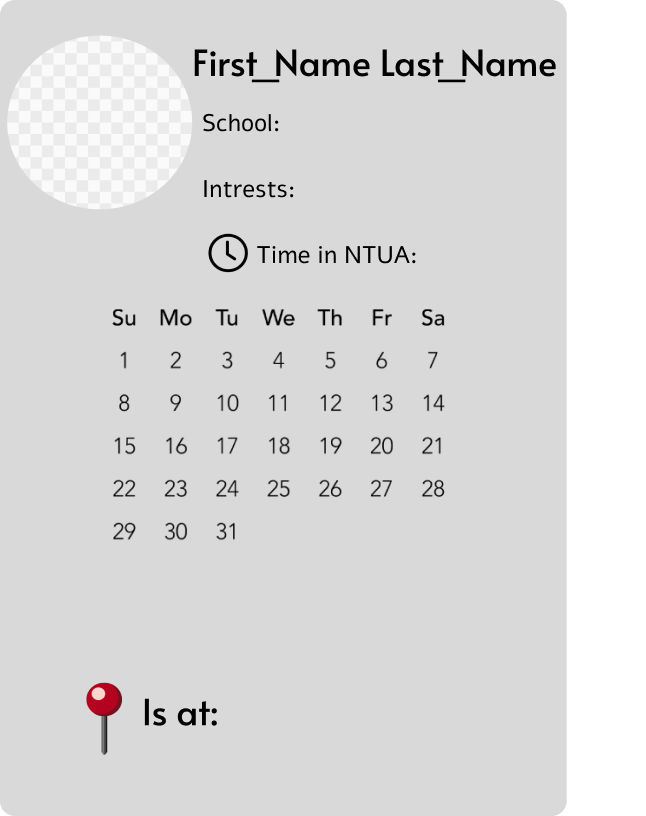 First_Name Last_Name
School:
Intrests:
Time in NTUA:
Su Mo Tu We Th Fr Sa
1 2 3 4 5 6 7
8 9 10 11 12 13 14
15 16 17 18 19 20 21
22 23 24 25 26 27 28
29 30 31
Is at: